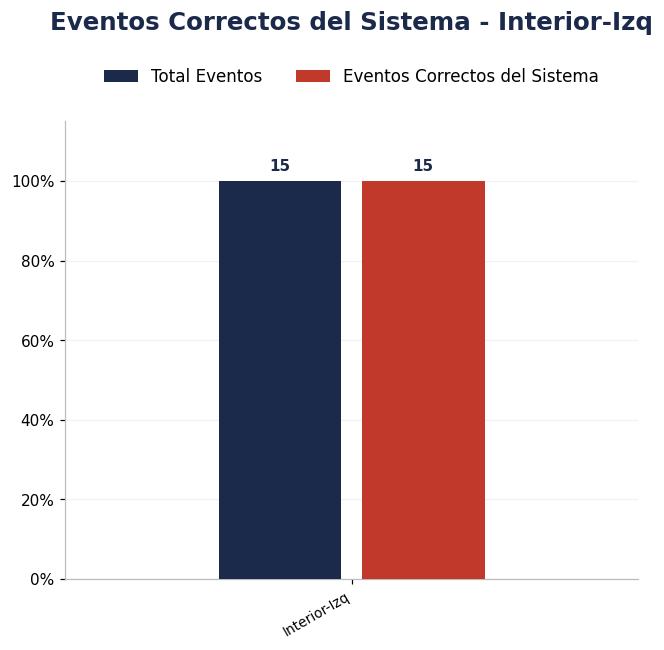 Eventos Correctos del Sistema - Interior-Izq
Total Eventos
Eventos Correctos del Sistema
15
15
100%
80%
60%
40%
20%
0%
Interior-Izq